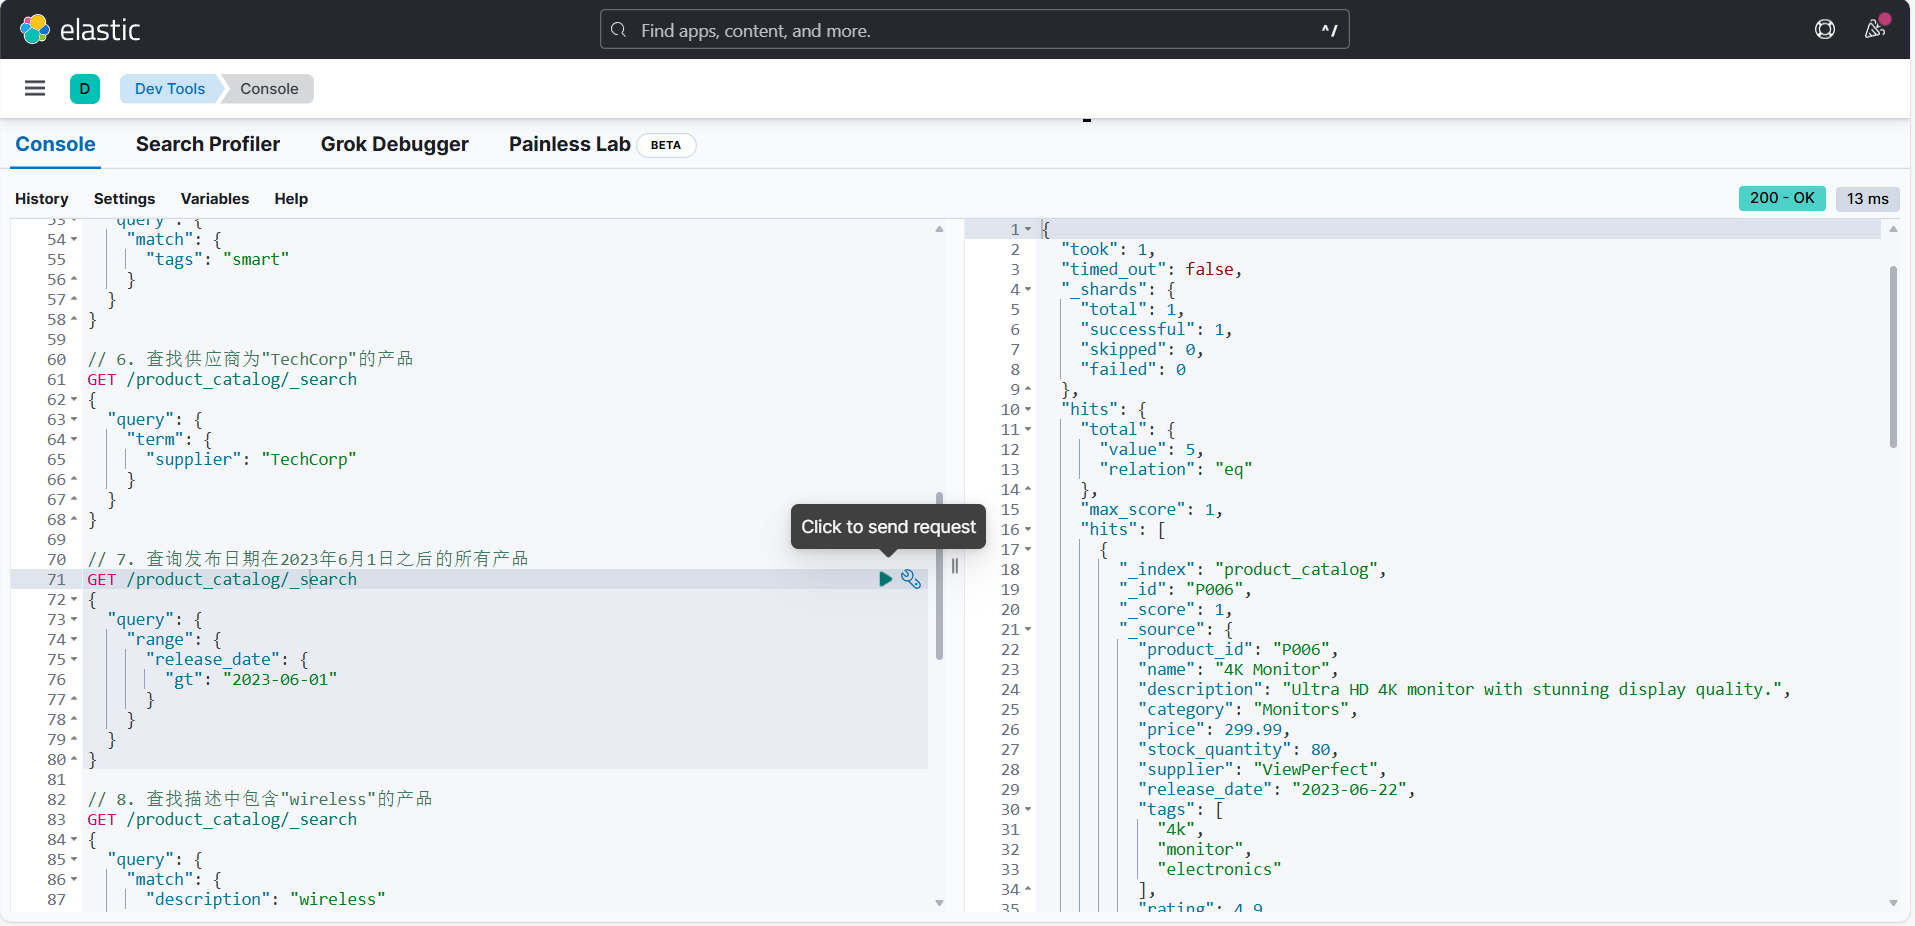 elastic
Find apps, content, and more.
^/
D
Dev Tools
Console
Console
Search Profiler
Grok Debugger
Painless Lab
BETA
History
Settings
Variables
Help
200 - OK
13 ms
53 "query": {
54 "match": {
55 "tags": "smart"
56 }
57 }
58 }
59
60 // 6. 查找供应商为"TechCorp"的产品
61 GET /product_catalog/_search
62 {
63 "query": {
64 "term": {
65 "supplier": "TechCorp"
66 }
67 }
68 }
69
70 // 7. 查询发布日期在2023年6月1日之后的所有产品
71 GET /product_catalog/_search
72 {
73 "query": {
74 "range": {
75 "release_date": {
76 "gt": "2023-06-01"
77 }
78 }
79 }
80 }
81
82 // 8. 查找描述中包含"wireless"的产品
83 GET /product_catalog/_search
84 {
85 "query": {
86 "match": {
87 "description": "wireless"
Click to send request
1 {
2 "took": 1,
3 "timed_out": false,
4 "_shards": {
5 "total": 1,
6 "successful": 1,
7 "skipped": 0,
8 "failed": 0
9 },
10 "hits": {
11 "total": {
12 "value": 5,
13 "relation": "eq"
14 },
15 "max_score": 1,
16 "hits": [
17 {
18 "_index": "product_catalog",
19 "_id": "P006",
20 "_score": 1,
21 "_source": {
22 "product_id": "P006",
23 "name": "4K Monitor",
24 "description": "Ultra HD 4K monitor with stunning display quality.",
25 "category": "Monitors",
26 "price": 299.99,
27 "stock_quantity": 80,
28 "supplier": "ViewPerfect",
29 "release_date": "2023-06-22",
30 "tags": [
31 "4k",
32 "monitor",
33 "electronics"
34 ],
35 "rating": 4.9